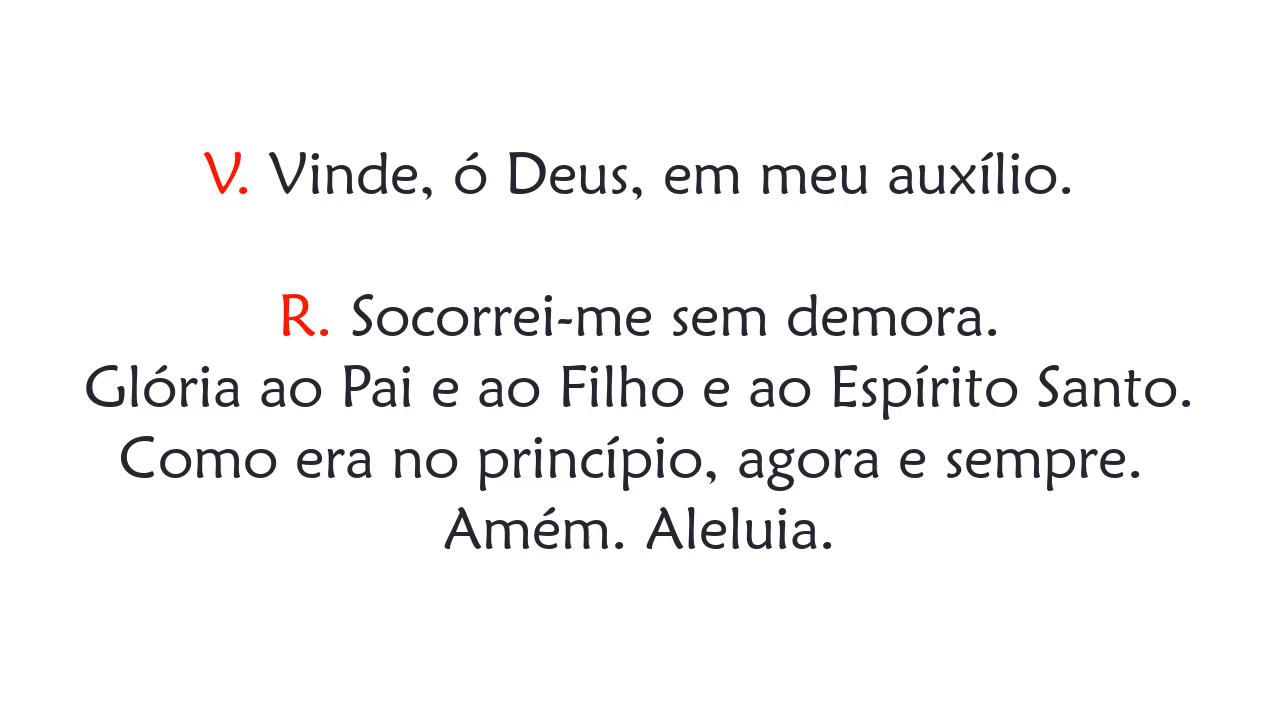 V. Vinde, ó Deus, em meu auxílio.
R. Socorrei-me sem demora.
Glória ao Pai e ao Filho e ao Espírito Santo.
Como era no princípio, agora e sempre.
Amém. Aleluia.